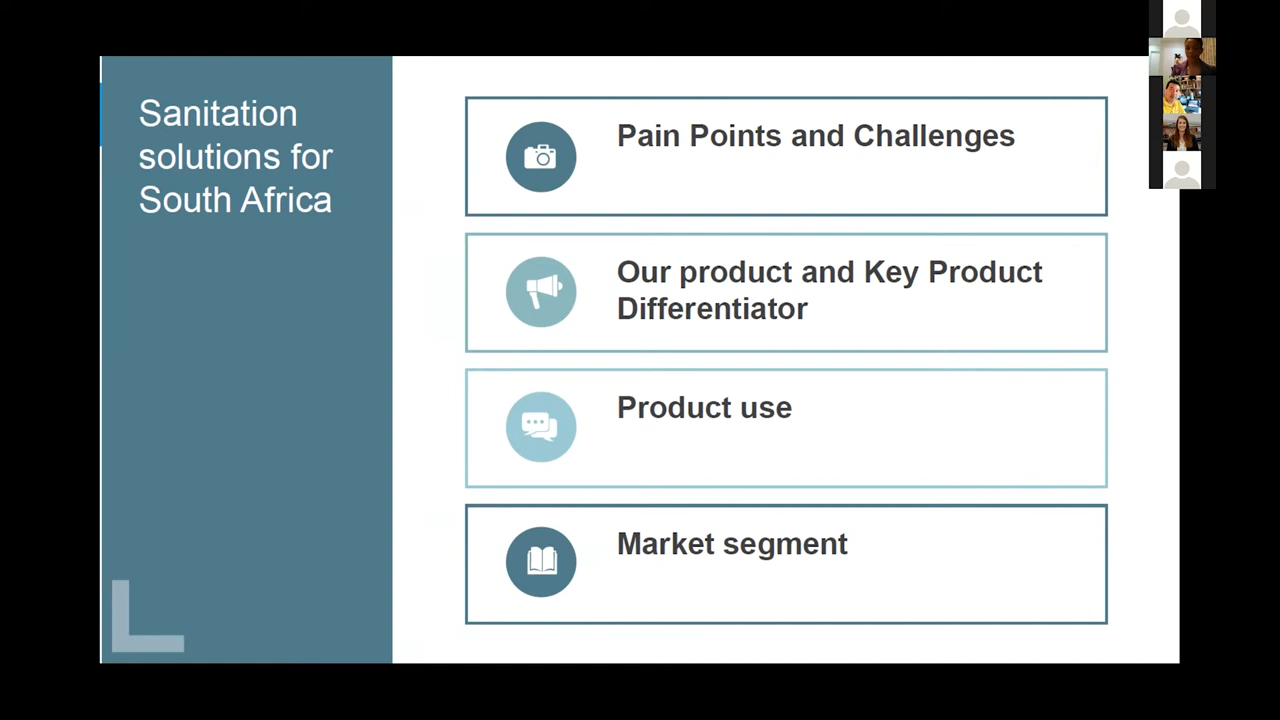 Sanitation
solutions for
South Africa
Pain Points and Challenges
Our product and Key Product
Differentiator
Product use
Market segment